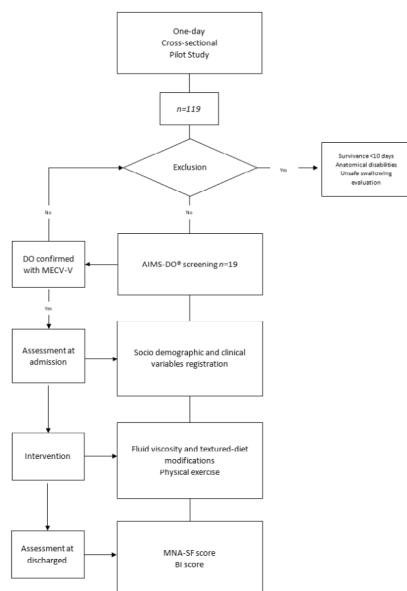 One-day
Cross-sectional
Pilot Study
n=119
Exclusion
Yes
Survivance <10 days
Anatomical disabilities
Unsafe swallowing
evaluation
No
No
DO confirmed
with MECV-V
AIMS-DO® screening n=19
Yes
Assessment at
admission
Socio demographic and clinical
variables registration
Intervention
Fluid viscosity and textured-diet
modifications
Physical exercise
Assessment at
discharged
MNA-SF score
BI score